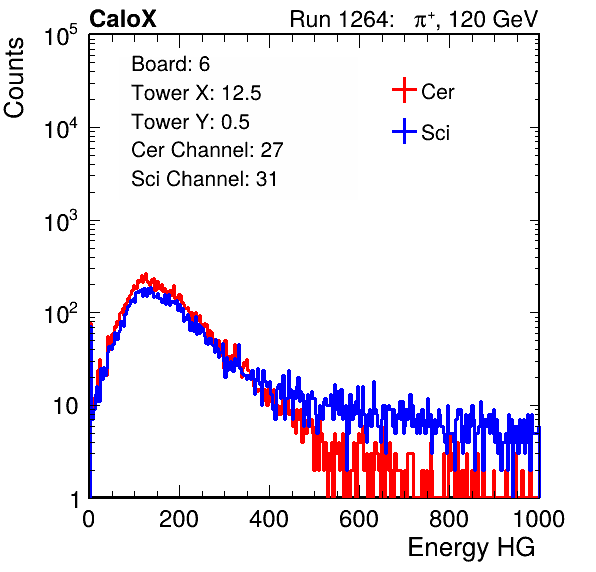 CaloX Run 1264: π⁺, 120 GeV
Counts
10⁵
10⁴
10³
10²
10
1
Board: 6
Tower X: 12.5
Tower Y: 0.5
Cer Channel: 27
Sci Channel: 31
Cer
Sci
0 200 400 600 800 1000
Energy HG